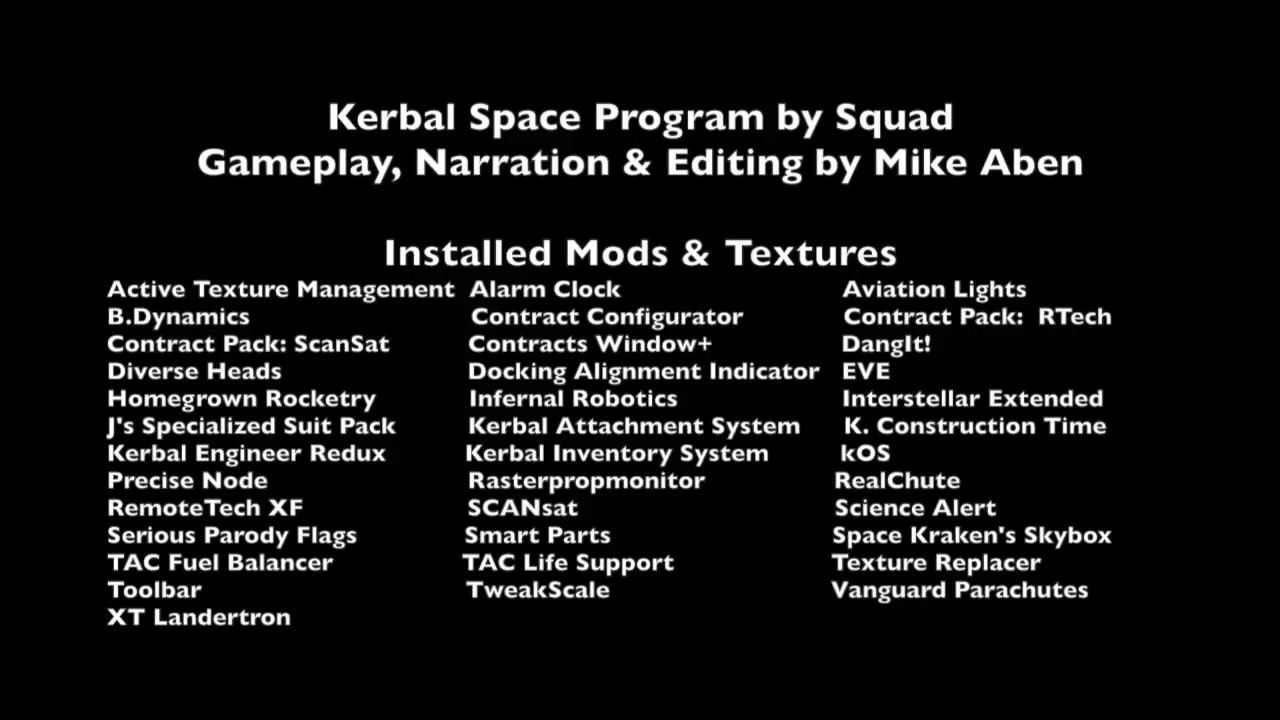 Kerbal Space Program by Squad
Gameplay, Narration & Editing by Mike Aben
Installed Mods & Textures
Active Texture Management Alarm Clock Aviation Lights
B.Dynamics Contract Configurator Contract Pack: RTech
Contract Pack: ScanSat Contracts Window+ DangIt!
Diverse Heads Docking Alignment Indicator EVE
Homegrown Rocketry Infernal Robotics Interstellar Extended
J's Specialized Suit Pack Kerbal Attachment System K. Construction Time
Kerbal Engineer Redux Kerbal Inventory System kOS
Precise Node Rasterpropmonitor RealChute
RemoteTech XF SCANsat Science Alert
Serious Parody Flags Smart Parts Space Kraken's Skybox
TAC Fuel Balancer TAC Life Support Texture Replacer
Toolbar TweakScale Vanguard Parachutes
XT Landertron